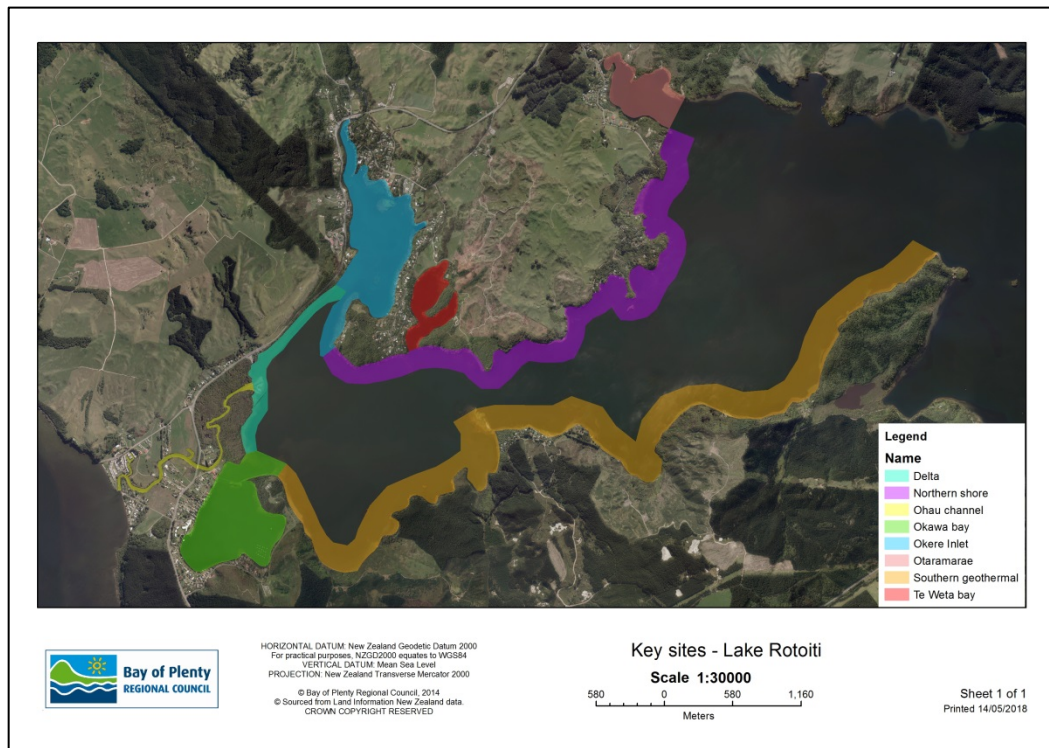 Legend
Name
Delta
Northern shore
Ohau channel
Okawa bay
Okere Inlet
Otaramarae
Southern geothermal
Te Weta bay
Bay of Plenty
REGIONAL COUNCIL
HORIZONTAL DATUM: New Zealand Geodetic Datum 2000
For practical purposes, NZGD2000 equates to WGS84
VERTICAL DATUM: Mean Sea Level
PROJECTION: New Zealand Transverse Mercator 2000
© Bay of Plenty Regional Council, 2014
© Sourced from Land Information New Zealand data.
CROWN COPYRIGHT RESERVED
Key sites - Lake Rotoiti
Scale 1:30000
580 0 580 1,160
Meters
Sheet 1 of 1
Printed 14/05/2018